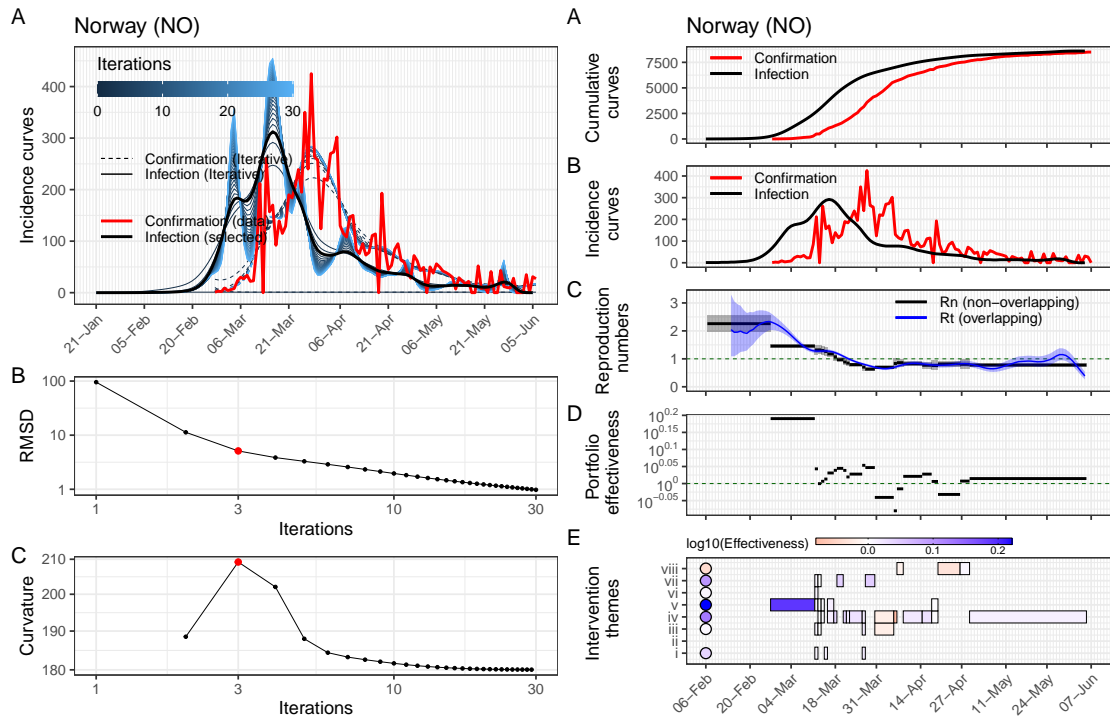 A
Norway (NO)
Iterations
0 10 20 30
Incidence curves
400
300
200
100
0
Confirmation (Iterative)
Infection (Iterative)
Confirmation (data)
Infection (selected)
21−Jan
05−Feb
20−Feb
06−Mar
21−Mar
06−Apr
21−Apr
06−May
21−May
05−Jun
B
RMSD
100
10
1
1 3 10 30
Iterations
C
Curvature
210
200
190
180
1 3 10 30
Iterations
A
Norway (NO)
Cumulative
curves
7500
5000
2500
0
Confirmation
Infection
B
Incidence
curves
400
300
200
100
0
Confirmation
Infection
C
Reproduction
numbers
3
2
1
0
Rn (non−overlapping)
Rt (overlapping)
D
Portfolio
effectiveness
10^0.2
10^0.15
10^0.1
10^0.05
10^0
10^−0.05
E
log10(Effectiveness)
0.0 0.1 0.2
Intervention
themes
viii
vii
vi
v
iv
iii
ii
i
06−Feb
20−Feb
04−Mar
18−Mar
31−Mar
14−Apr
27−Apr
11−May
24−May
07−Jun